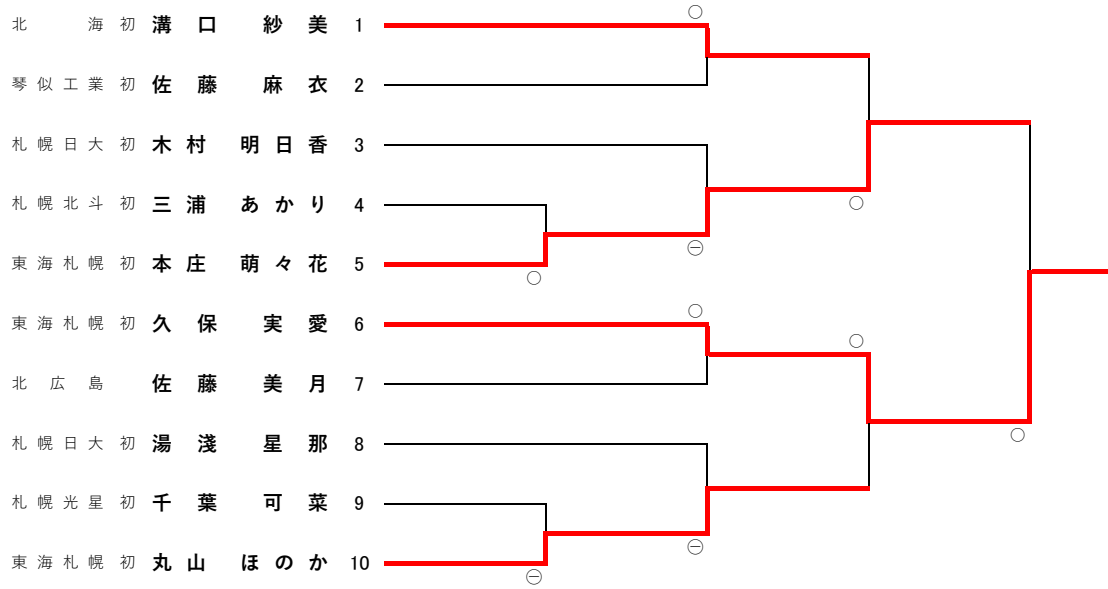 北海 初 溝口 紗美 1
琴似工業 初 佐藤 麻衣 2
札幌日大 初 木村 明日香 3
札幌北斗 初 三浦 あかり 4
東海札幌 初 本庄 萌々花 5
東海札幌 初 久保 実愛 6
北広島 佐藤 美月 7
札幌日大 初 湯淺 星那 8
札幌光星 初 千葉 可菜 9
東海札幌 初 丸山 ほのか 10